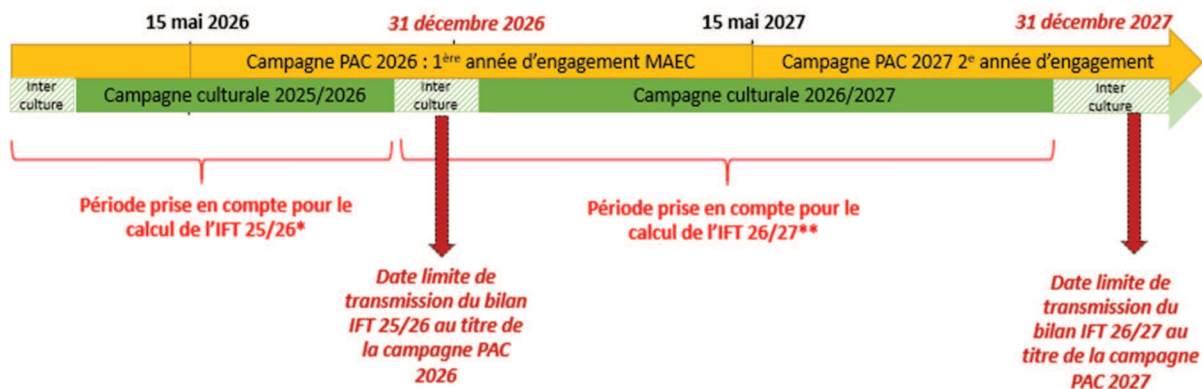 15 mai 2026
31 décembre 2026
15 mai 2027
31 décembre 2027
Campagne PAC 2026 : 1ère année d’engagement MAEC
Campagne PAC 2027 2e année d’engagement
Inter
culture
Campagne culturale 2025/2026
Inter
culture
Campagne culturale 2026/2027
Inter
culture
Période prise en compte pour le
calcul de l’IFT 25/26*
Période prise en compte pour le
calcul de l’IFT 26/27**
Date limite de
transmission du bilan
IFT 25/26 au titre de
la campagne PAC
2026
Date limite de
transmission du
bilan IFT 26/27 au
titre de la campagne
PAC 2027